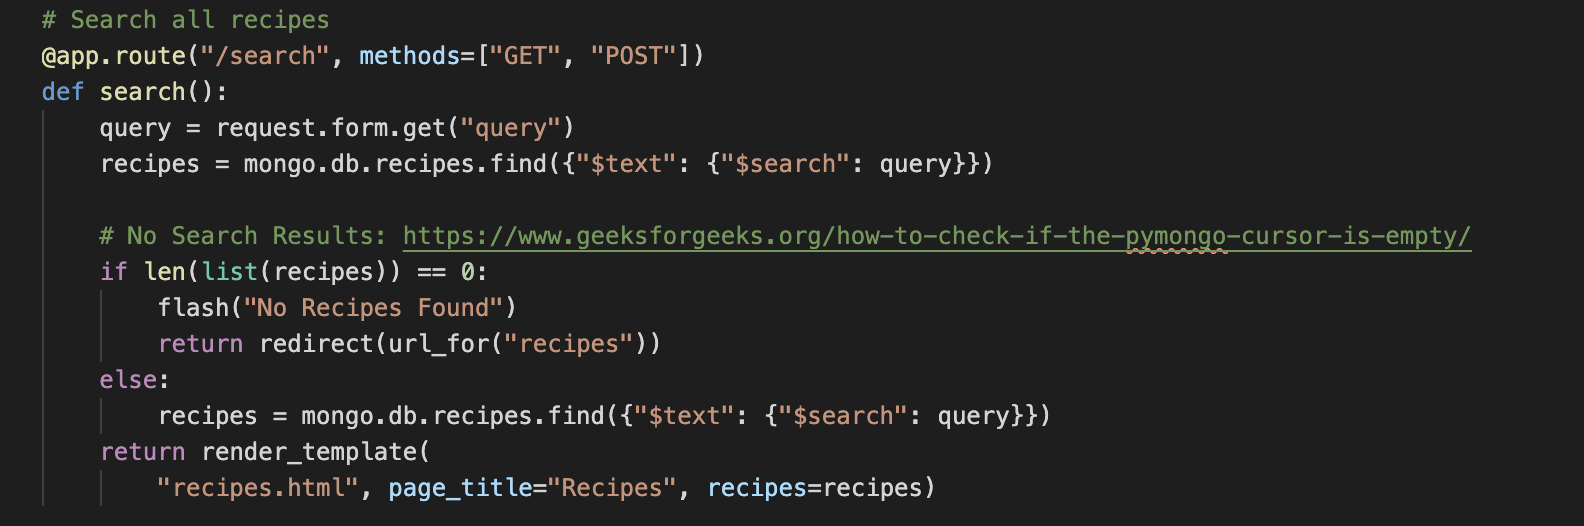 # Search all recipes
@app.route("/search", methods=["GET", "POST"])
def search():
    query = request.form.get("query")
    recipes = mongo.db.recipes.find({"$text": {"$search": query}})

    # No Search Results: https://www.geeksforgeeks.org/how-to-check-if-the-pymongo-cursor-is-empty/
    if len(list(recipes)) == 0:
        flash("No Recipes Found")
        return redirect(url_for("recipes"))
    else:
        recipes = mongo.db.recipes.find({"$text": {"$search": query}})
    return render_template(
        "recipes.html", page_title="Recipes", recipes=recipes)